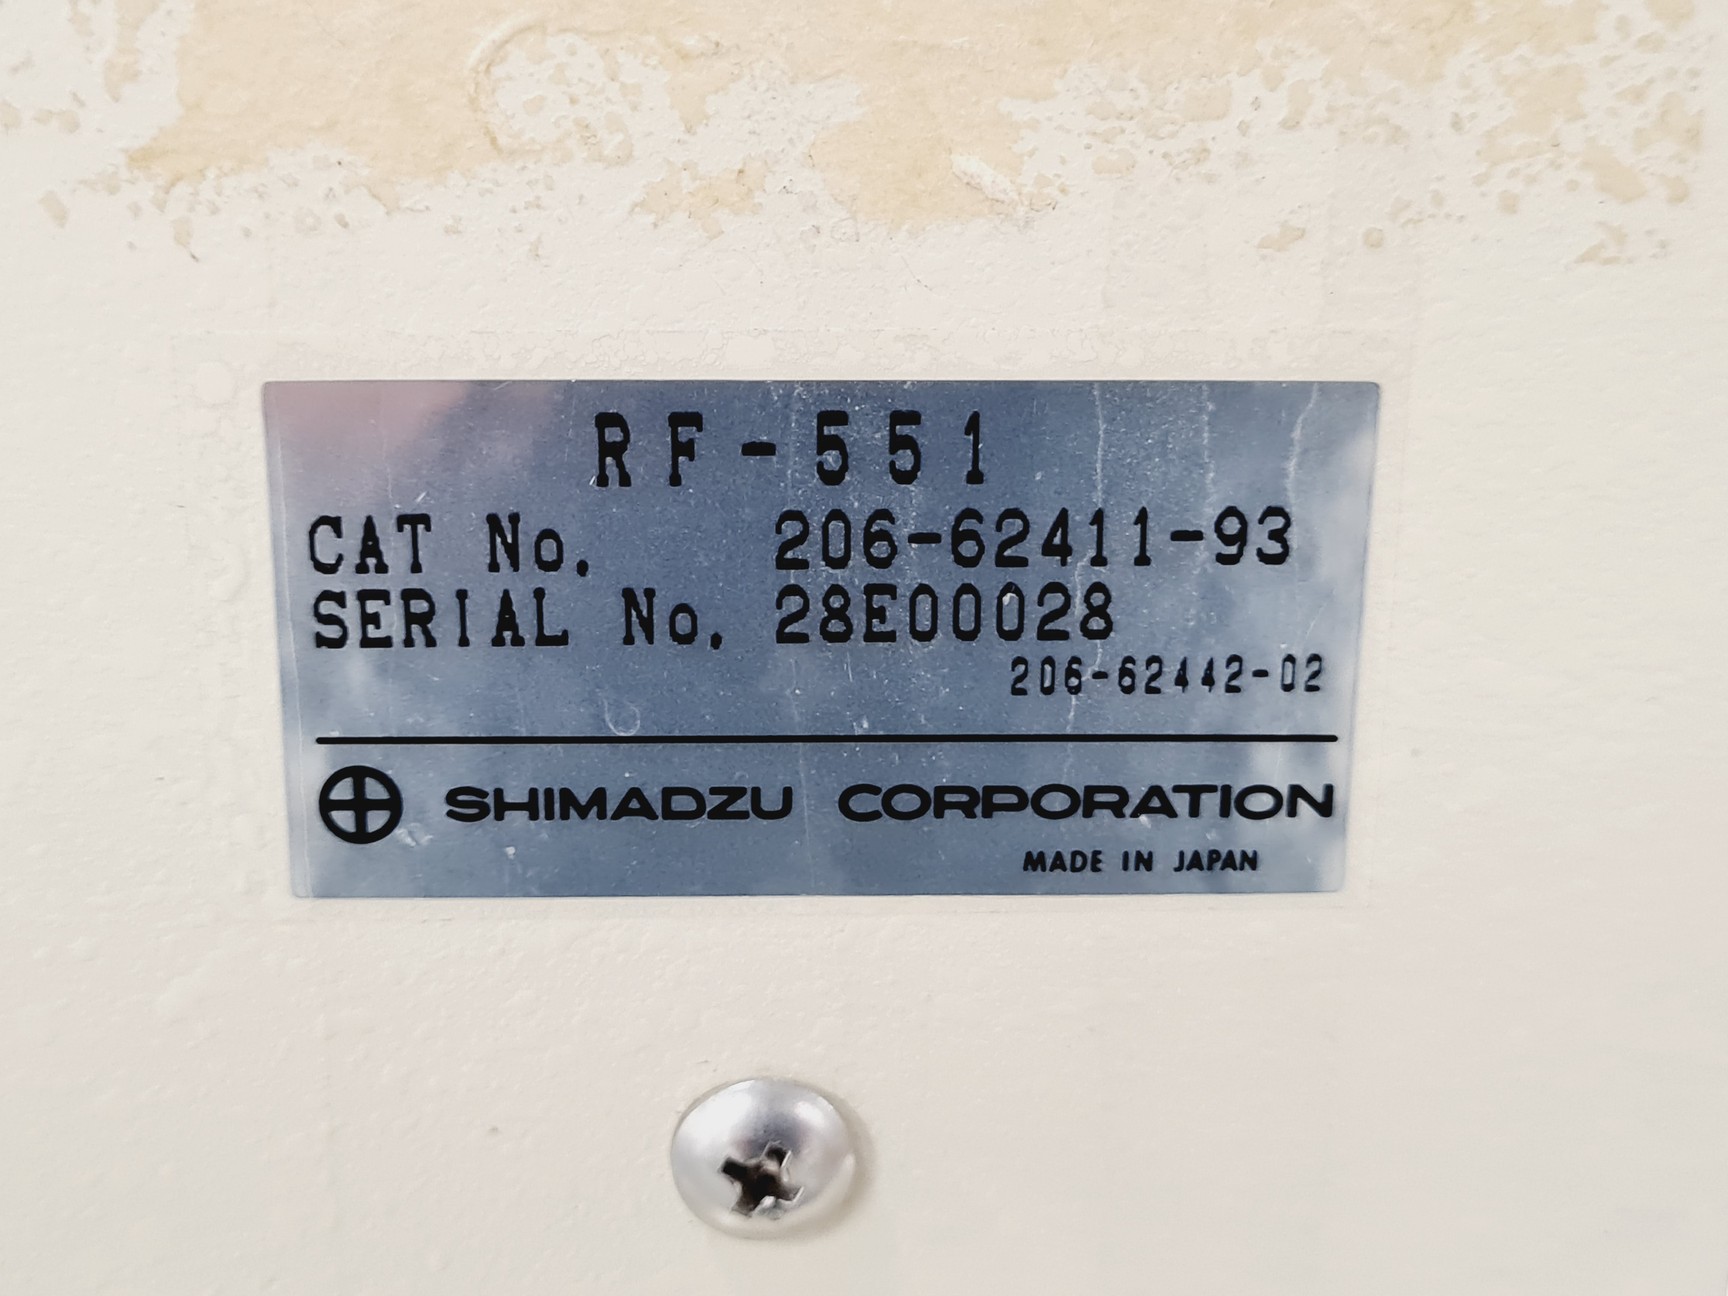 RF-551
CAT No. 206-62411-93
SERIAL No. 28E00028
206-62442-02
SHIMADZU CORPORATION
MADE IN JAPAN